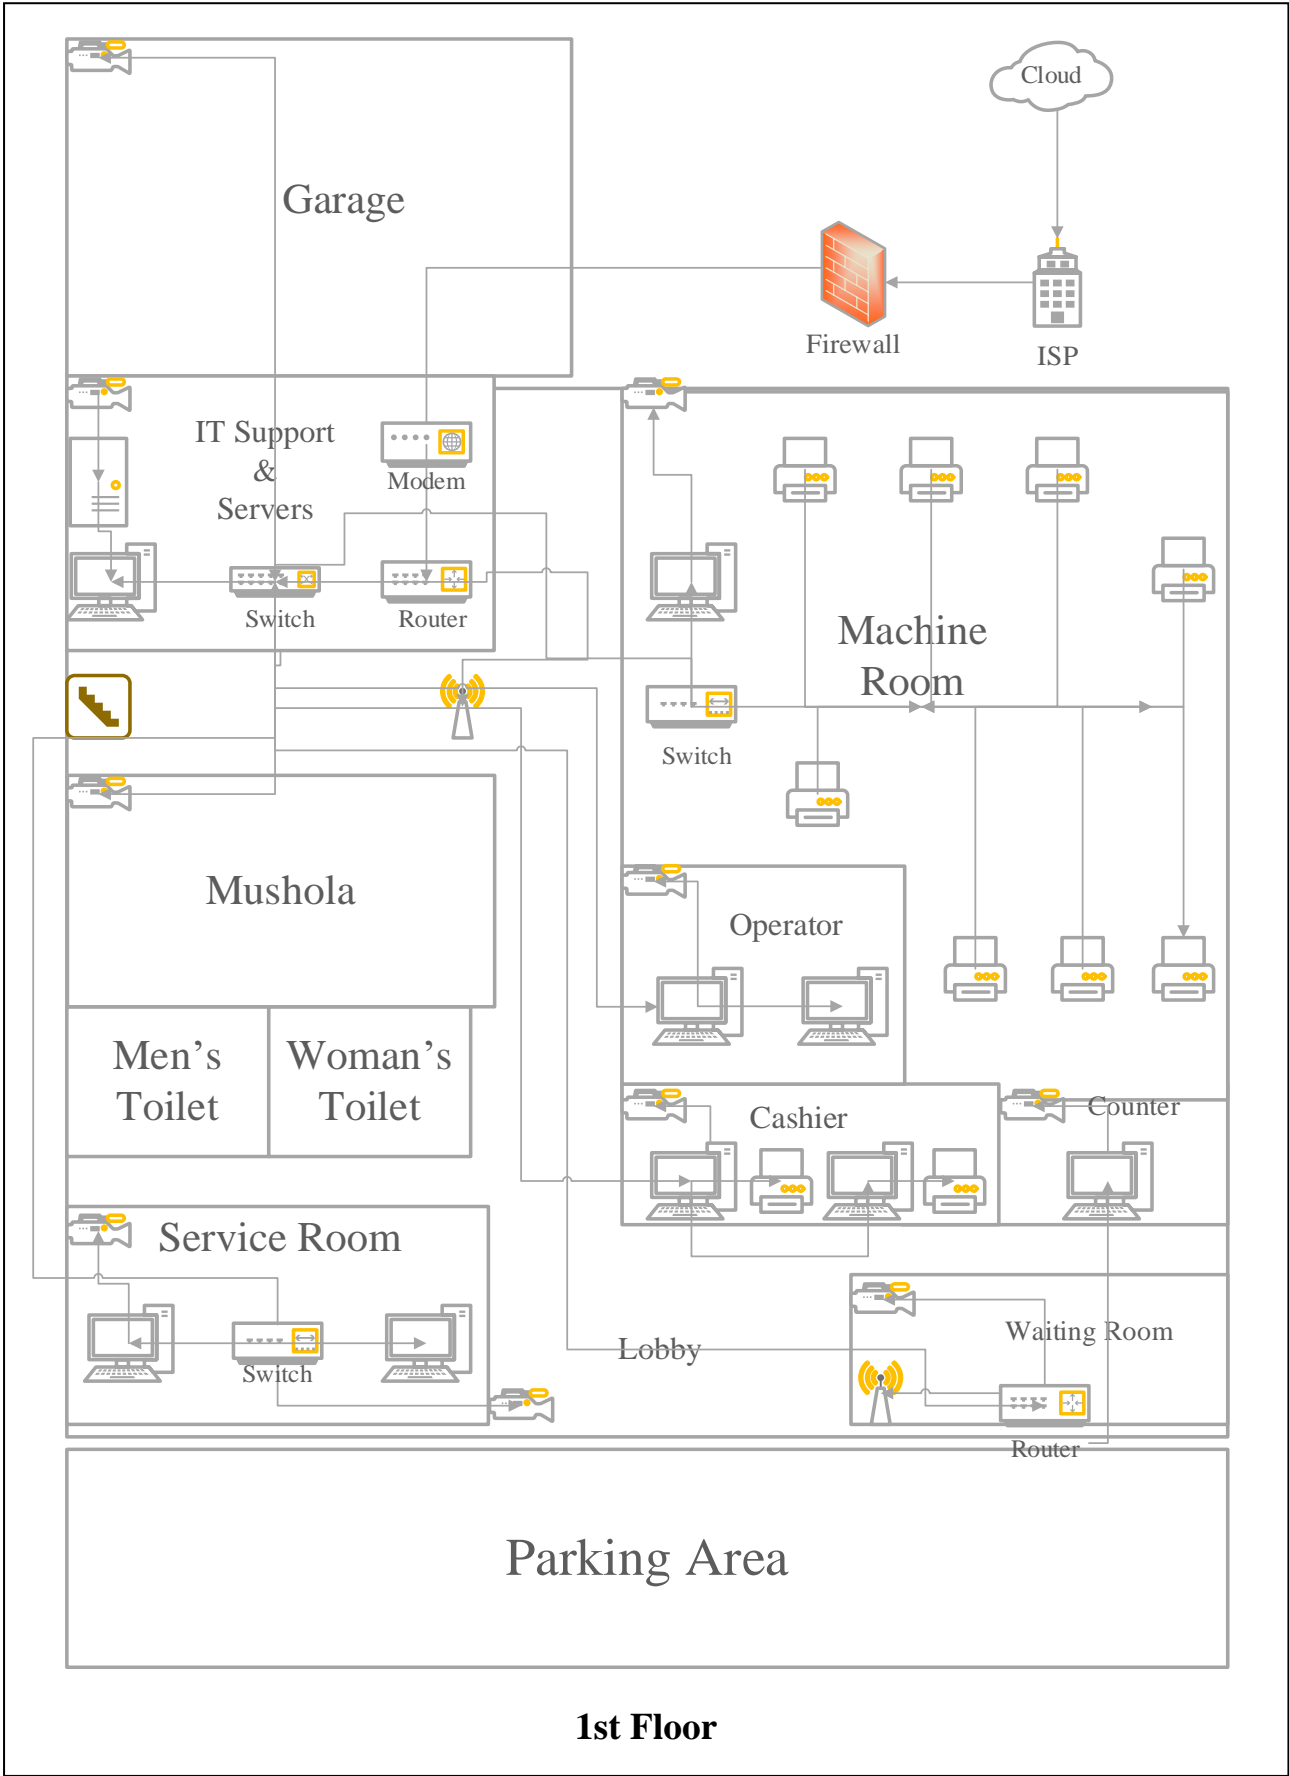 Cloud
Garage
Firewall
ISP
IT Support
&
Servers
Modem
Switch
Router
Machine
Room
Switch
Mushola
Operator
Men’s
Toilet
Woman’s
Toilet
Cashier
Counter
Service Room
Switch
Lobby
Waiting Room
Router
Parking Area
1st Floor